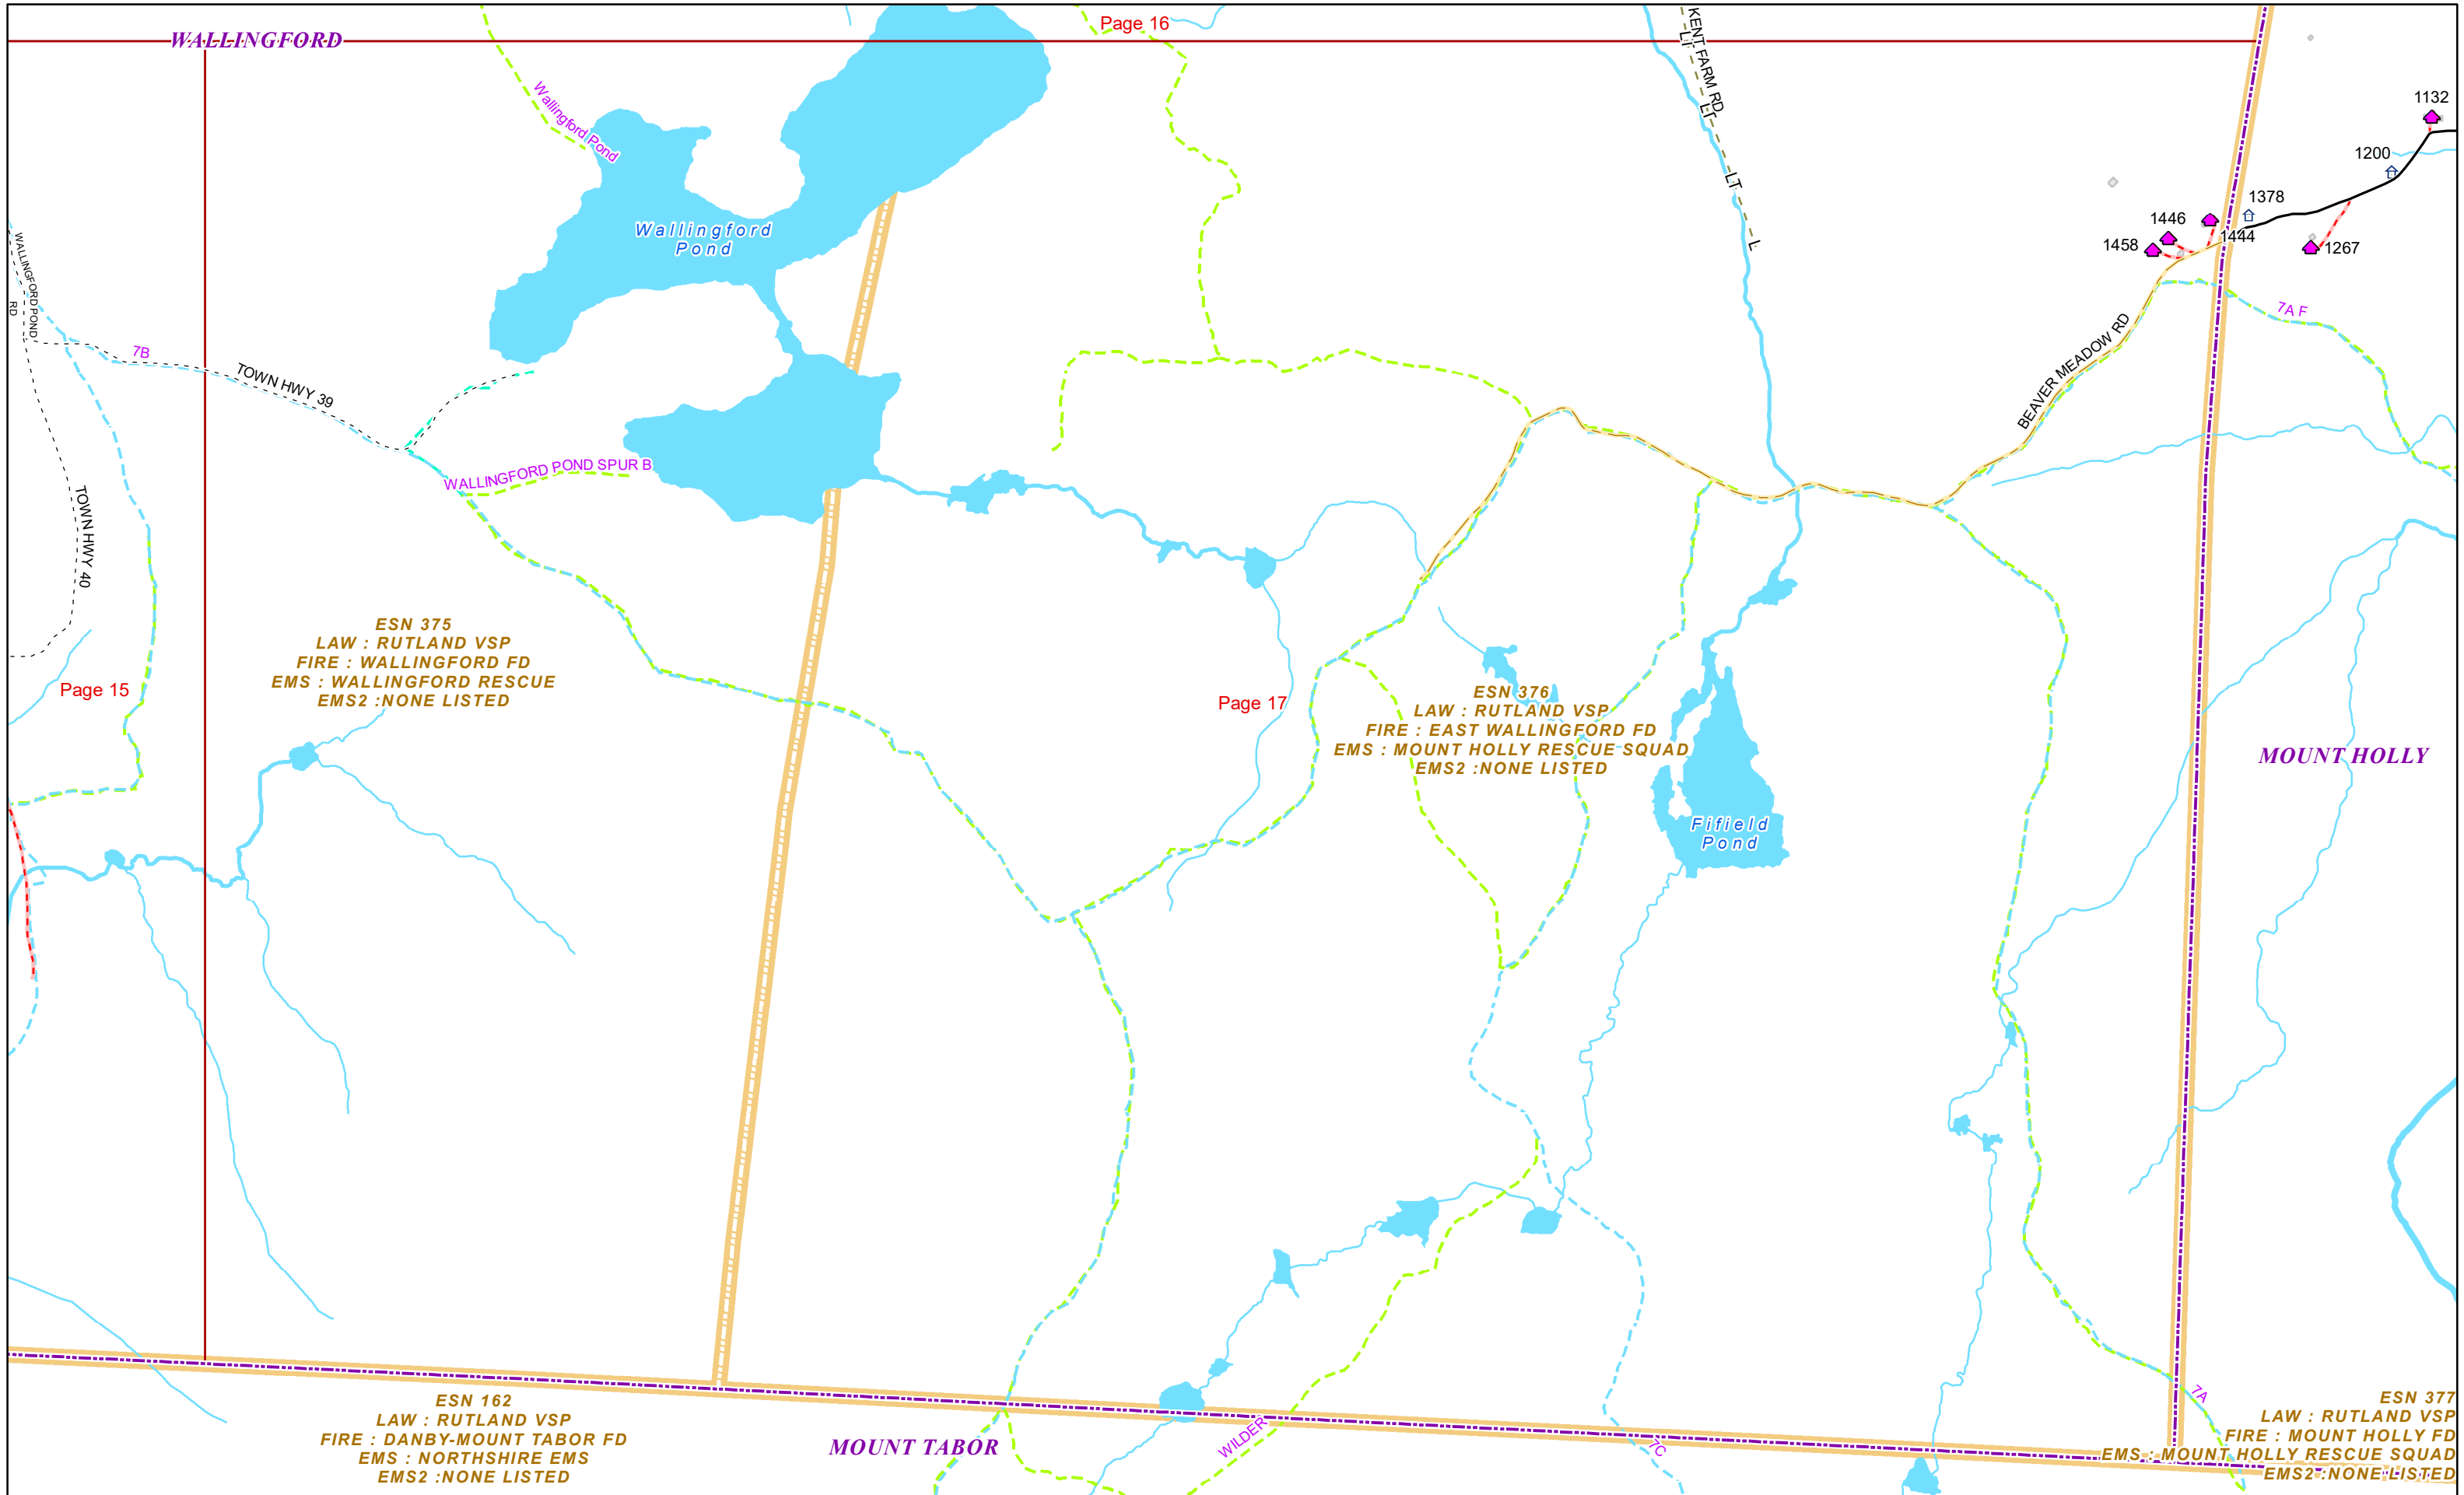 Page 16
WALLINGFORD
KENT FARM RD
LT
LT
LT
L
Wallingford Pond
1132
1200
1378
1446
1444
1458
1267
Wallingford
Pond
WALLINGFORD POND
RD
7B
TOWN HWY 39
7A F
BEAVER MEADOW RD
WALLINGFORD POND SPUR B
TOWN HWY 40
ESN 375
LAW : RUTLAND VSP
FIRE : WALLINGFORD FD
EMS : WALLINGFORD RESCUE
EMS2 :NONE LISTED
Page 15
Page 17
ESN 376
LAW : RUTLAND VSP
FIRE : EAST WALLINGFORD FD
EMS : MOUNT HOLLY RESCUE SQUAD
EMS2 :NONE LISTED
MOUNT HOLLY
Fifield
Pond
ESN 162
LAW : RUTLAND VSP
FIRE : DANBY-MOUNT TABOR FD
EMS : NORTHSHIRE EMS
EMS2 :NONE LISTED
MOUNT TABOR
WILDER
7C
7A
ESN 377
LAW : RUTLAND VSP
FIRE : MOUNT HOLLY FD
EMS : MOUNT HOLLY RESCUE SQUAD
EMS2 :NONE LISTED